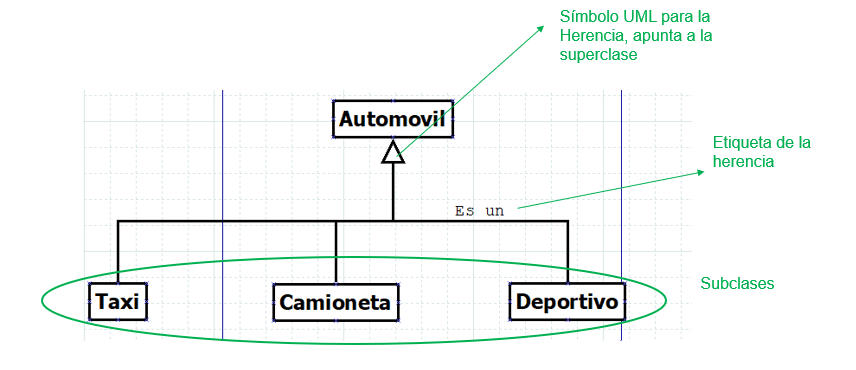 Símbolo UML para la
Herencia, apunta a la
superclase
Automovil
Etiqueta de la
herencia
Es un
Subclases
Taxi
Camioneta
Deportivo